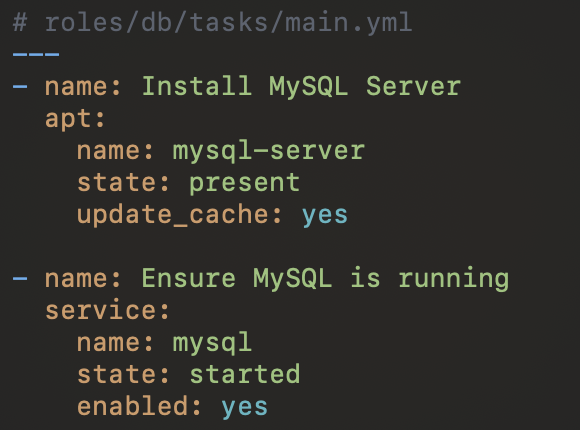 # roles/db/tasks/main.yml
---
- name: Install MySQL Server
  apt:
    name: mysql-server
    state: present
    update_cache: yes

- name: Ensure MySQL is running
  service:
    name: mysql
    state: started
    enabled: yes